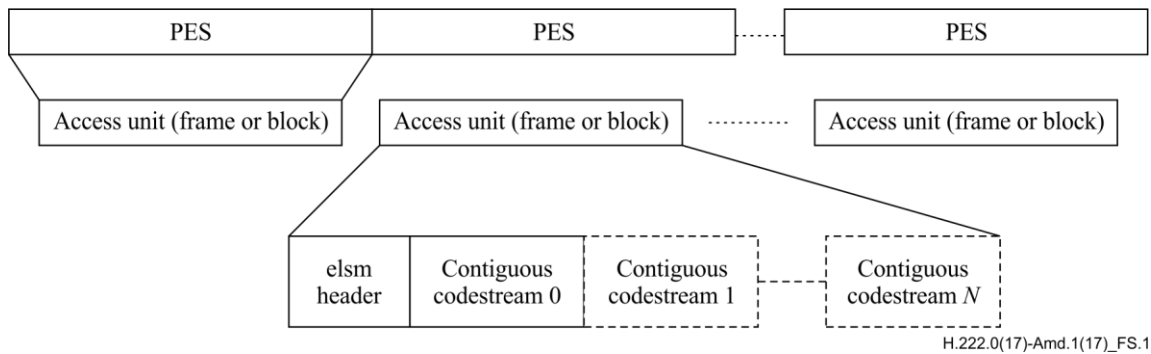 PES PES PES
Access unit (frame or block) Access unit (frame or block) Access unit (frame or block)
elsm
header
Contiguous
codestream 0
Contiguous
codestream 1
Contiguous
codestream N
H.222.0(17)-Amd.1(17)_FS.1